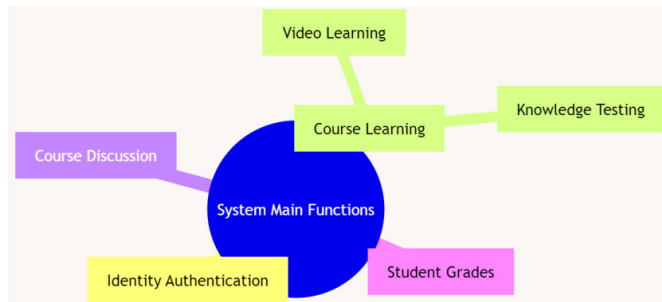 Video Learning
Knowledge Testing
Course Learning
Course Discussion
System Main Functions
Student Grades
Identity Authentication